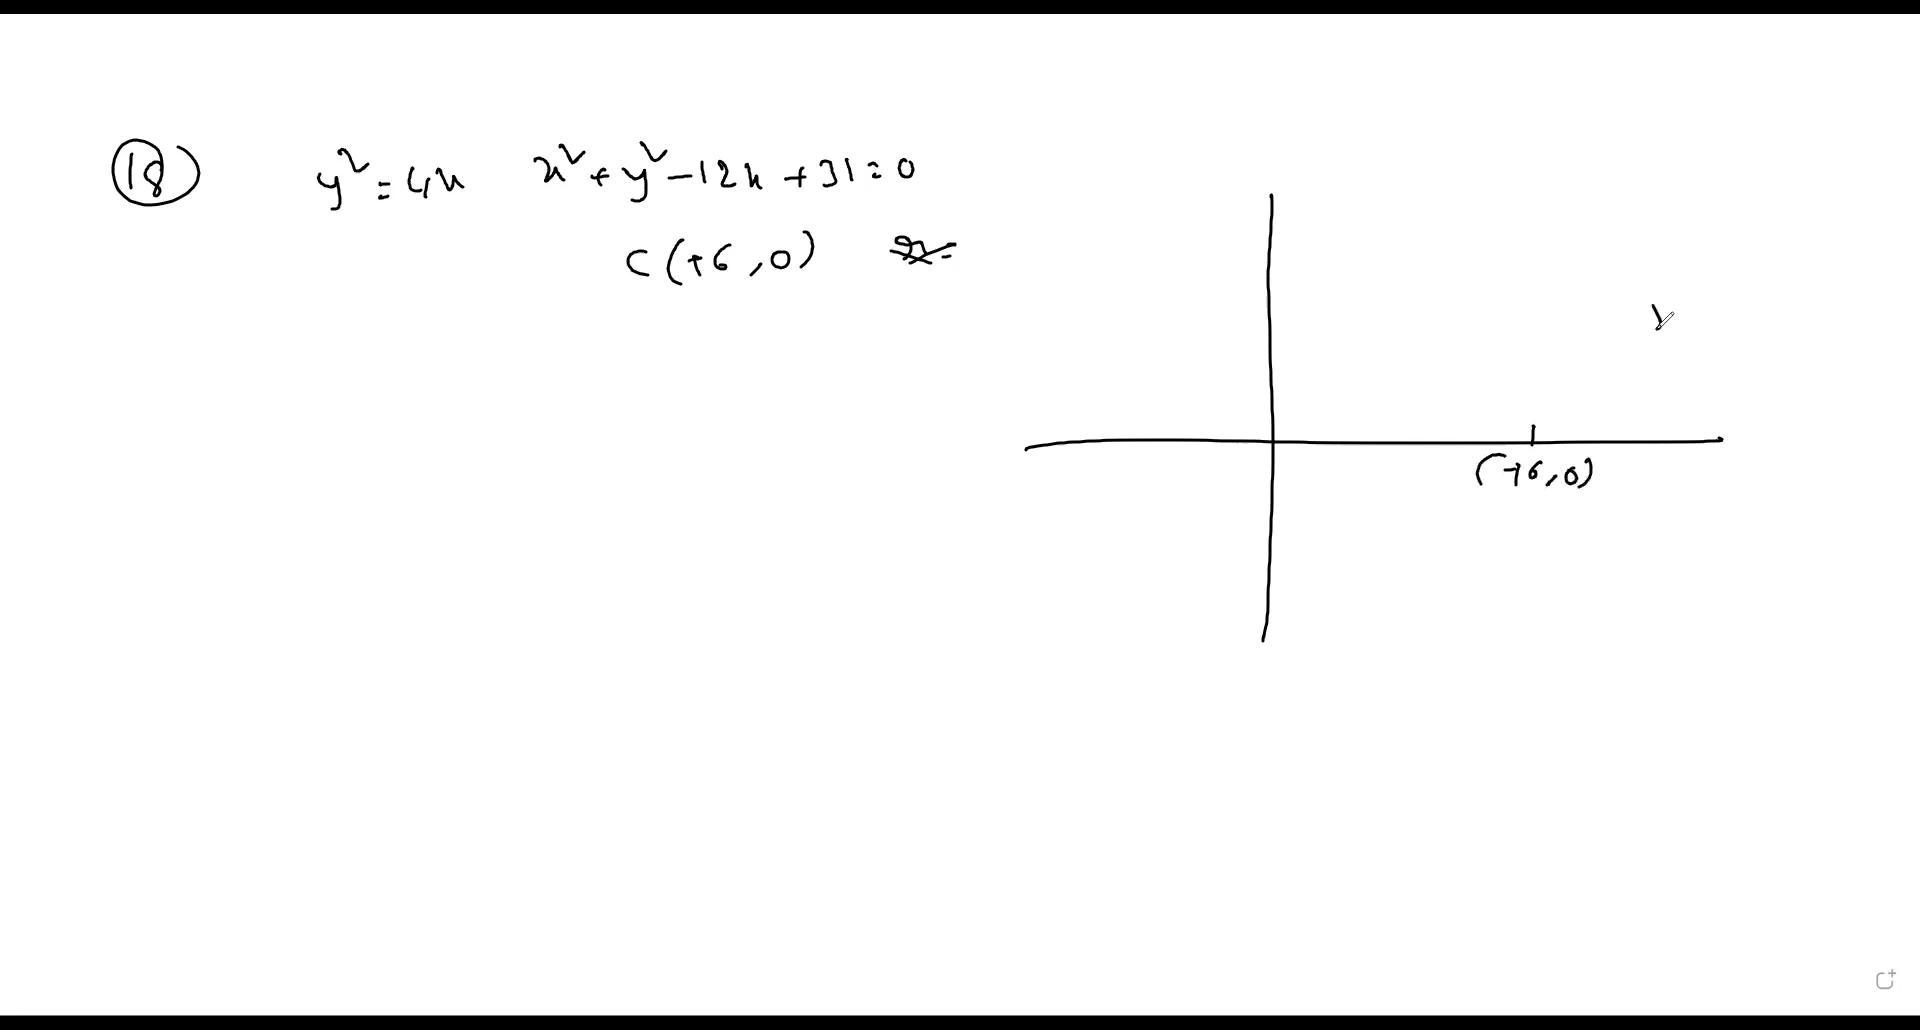 (18) y² = 4x x² + y² - 12x + 31 = 0
C (+6, 0)
(+6, 0)